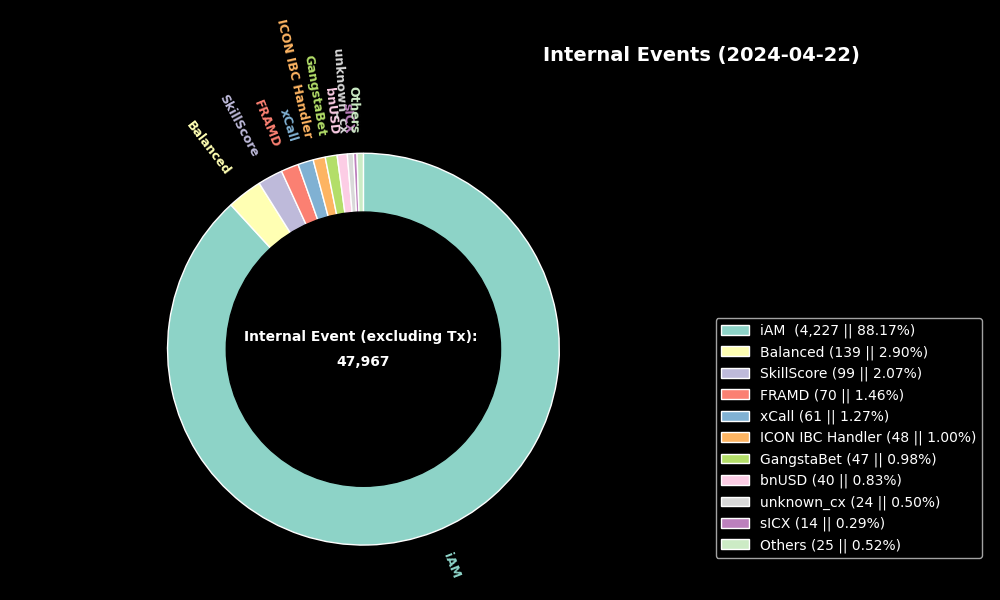 Internal Events (2024-04-22)
Balanced
SkillScore
FRAMD
xCall
ICON IBC Handler
GangstaBet
bnUSD
unknown_cx
sICX
Others
Internal Event (excluding Tx):
47,967
iAM
iAM  (4,227 || 88.17%)
Balanced (139 || 2.90%)
SkillScore (99 || 2.07%)
FRAMD (70 || 1.46%)
xCall (61 || 1.27%)
ICON IBC Handler (48 || 1.00%)
GangstaBet (47 || 0.98%)
bnUSD (40 || 0.83%)
unknown_cx (24 || 0.50%)
sICX (14 || 0.29%)
Others (25 || 0.52%)